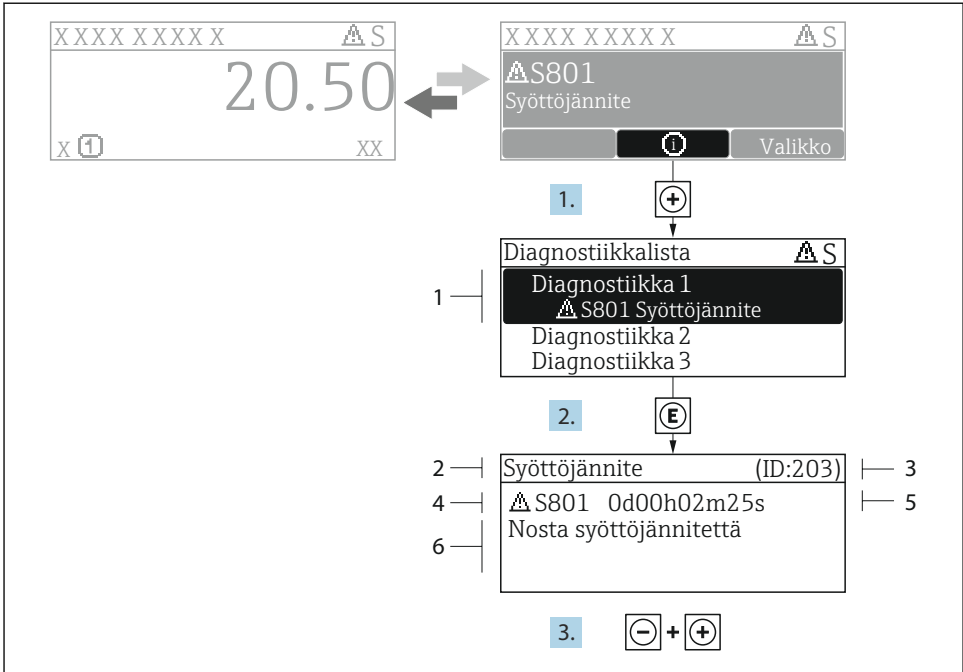 XXXX XXXX X ⚠ S
20.50
X ① XX
XXXX XXXX X ⚠ S
⚠ S801
Syöttöjännite
ⓘ Valikko
1. +
Diagnostiikkalista ⚠ S
1
Diagnostiikka 1
⚠ S801 Syöttöjännite
Diagnostiikka 2
Diagnostiikka 3
2. E
2 Syöttöjännite (ID:203) 3
4 ⚠ S801 0d00h02m25s 5
6 Nosta syöttöjännitettä
3. − + +